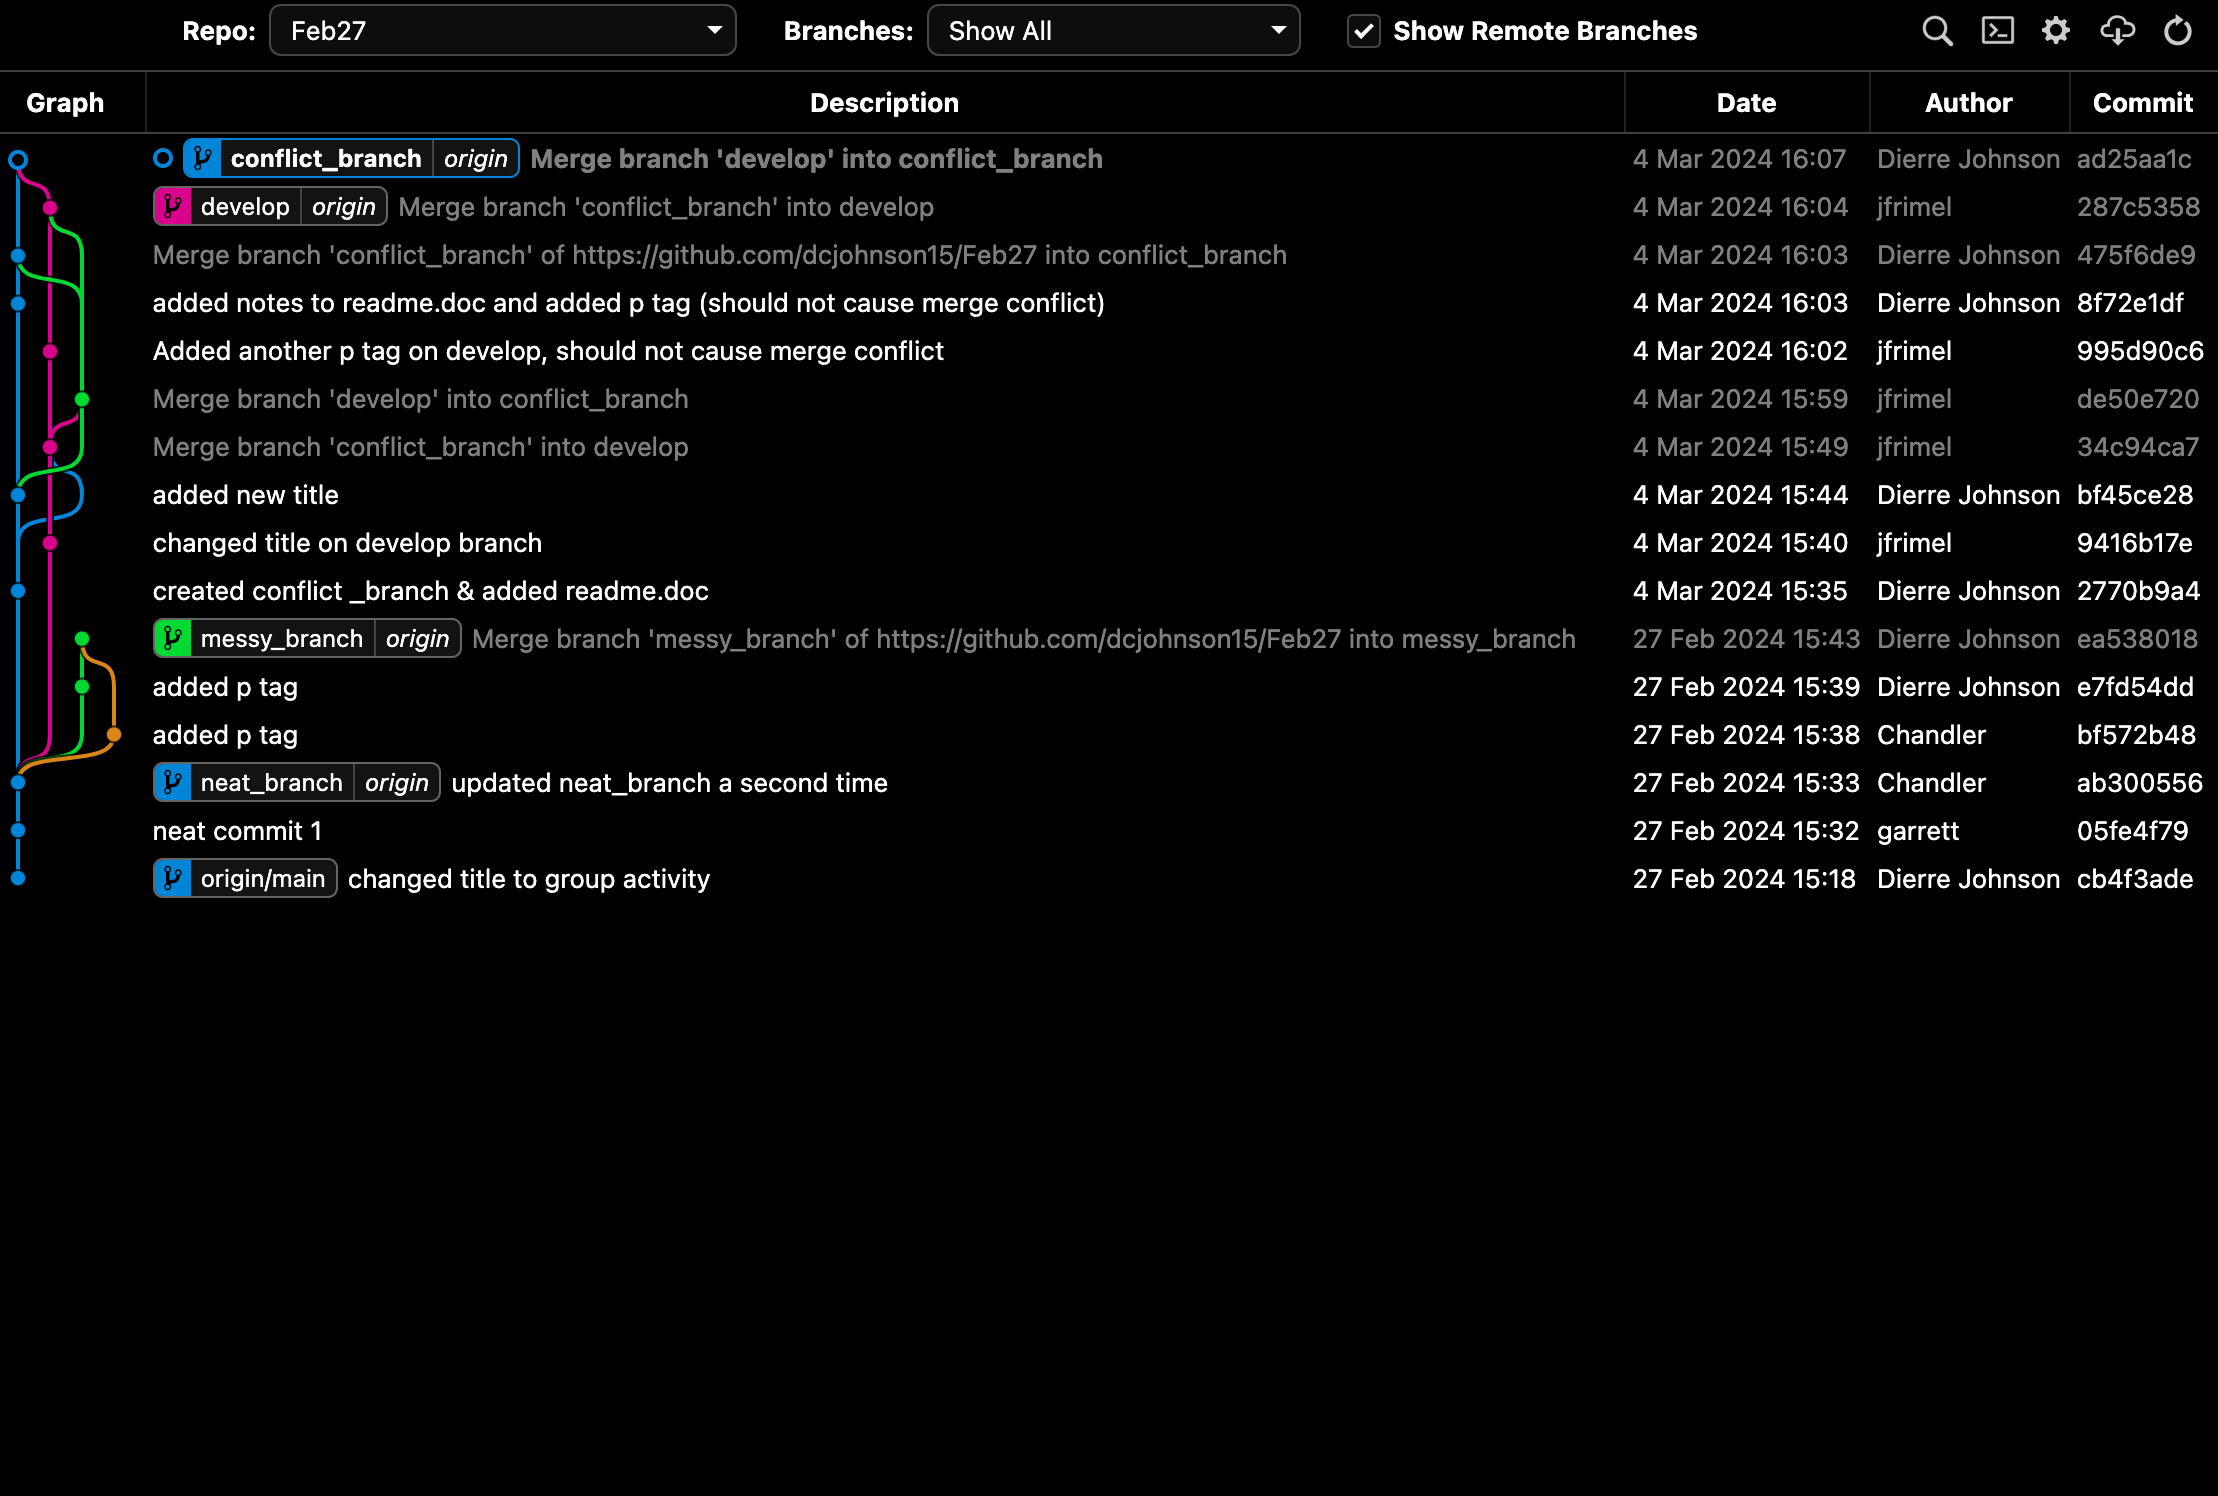 Repo: Feb27 Branches: Show All Show Remote Branches
Graph Description Date Author Commit
conflict_branch origin Merge branch 'develop' into conflict_branch 4 Mar 2024 16:07 Dierre Johnson ad25aa1c
develop origin Merge branch 'conflict_branch' into develop 4 Mar 2024 16:04 jfrimel 287c5358
Merge branch 'conflict_branch' of https://github.com/dcjohnson15/Feb27 into conflict_branch 4 Mar 2024 16:03 Dierre Johnson 475f6de9
added notes to readme.doc and added p tag (should not cause merge conflict) 4 Mar 2024 16:03 Dierre Johnson 8f72e1df
Added another p tag on develop, should not cause merge conflict 4 Mar 2024 16:02 jfrimel 995d90c6
Merge branch 'develop' into conflict_branch 4 Mar 2024 15:59 jfrimel de50e720
Merge branch 'conflict_branch' into develop 4 Mar 2024 15:49 jfrimel 34c94ca7
added new title 4 Mar 2024 15:44 Dierre Johnson bf45ce28
changed title on develop branch 4 Mar 2024 15:40 jfrimel 9416b17e
created conflict _branch & added readme.doc 4 Mar 2024 15:35 Dierre Johnson 2770b9a4
messy_branch origin Merge branch 'messy_branch' of https://github.com/dcjohnson15/Feb27 into messy_branch 27 Feb 2024 15:43 Dierre Johnson ea538018
added p tag 27 Feb 2024 15:39 Dierre Johnson e7fd54dd
added p tag 27 Feb 2024 15:38 Chandler bf572b48
neat_branch origin updated neat_branch a second time 27 Feb 2024 15:33 Chandler ab300556
neat commit 1 27 Feb 2024 15:32 garrett 05fe4f79
origin/main changed title to group activity 27 Feb 2024 15:18 Dierre Johnson cb4f3ade